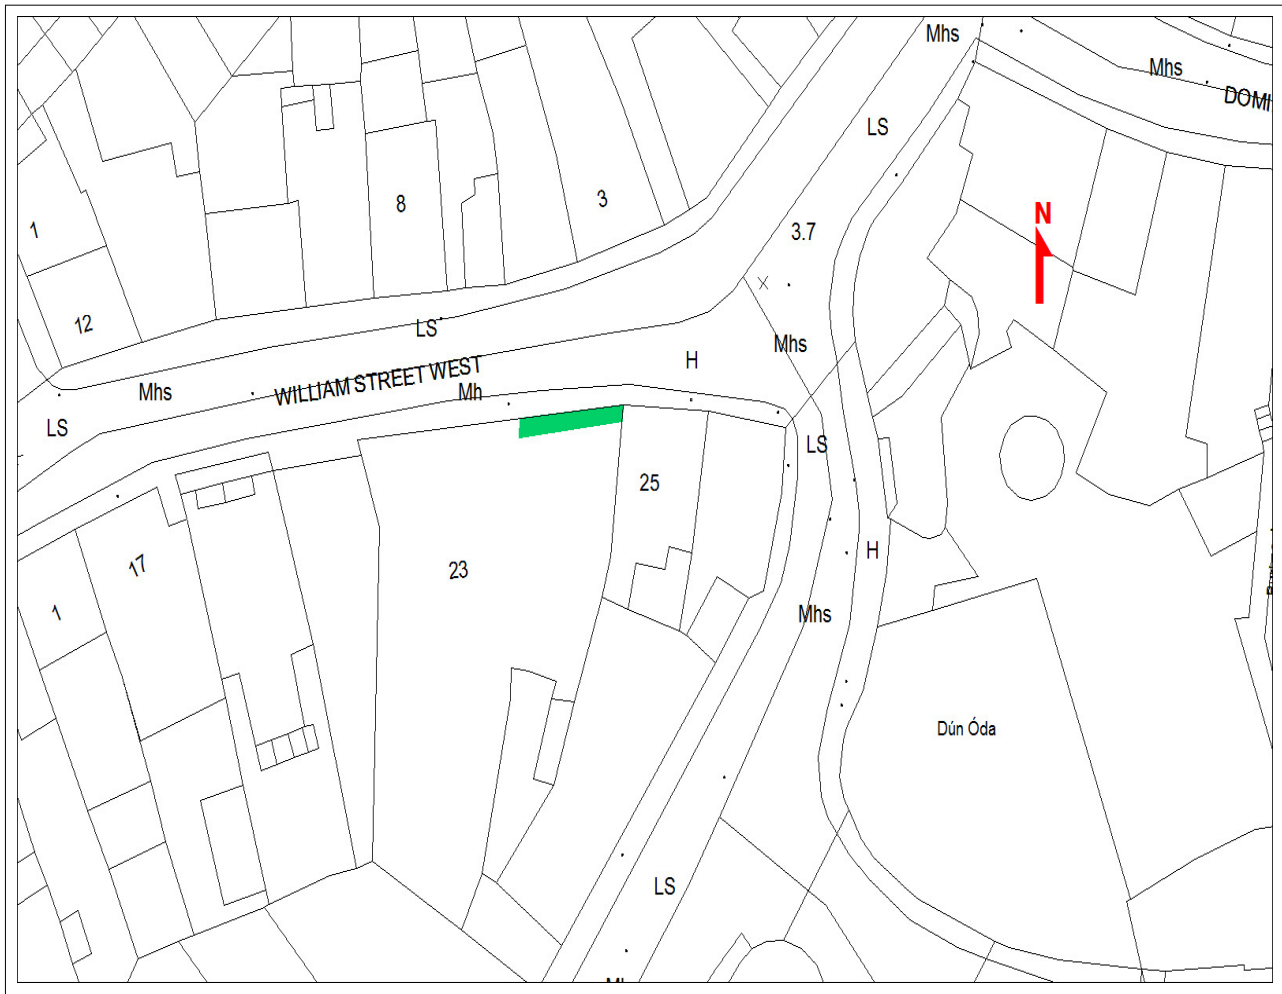 Mhs
Mhs
DOMI
LS
8
3
1
N
3.7
12
LS
Mhs
WILLIAM STREET WEST
Mhs
H
Mh
LS
LS
25
H
17
23
1
Mhs
Dún Óda
LS